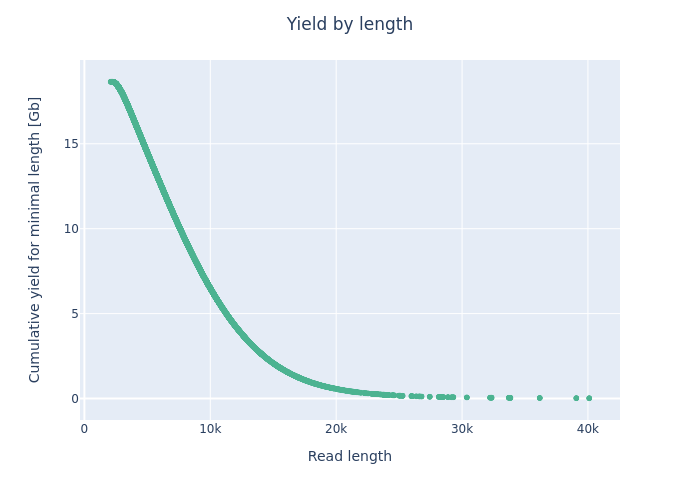 Yield by length
Cumulative yield for minimal length [Gb]
15
10
5
0
0
10k
20k
30k
40k
Read length